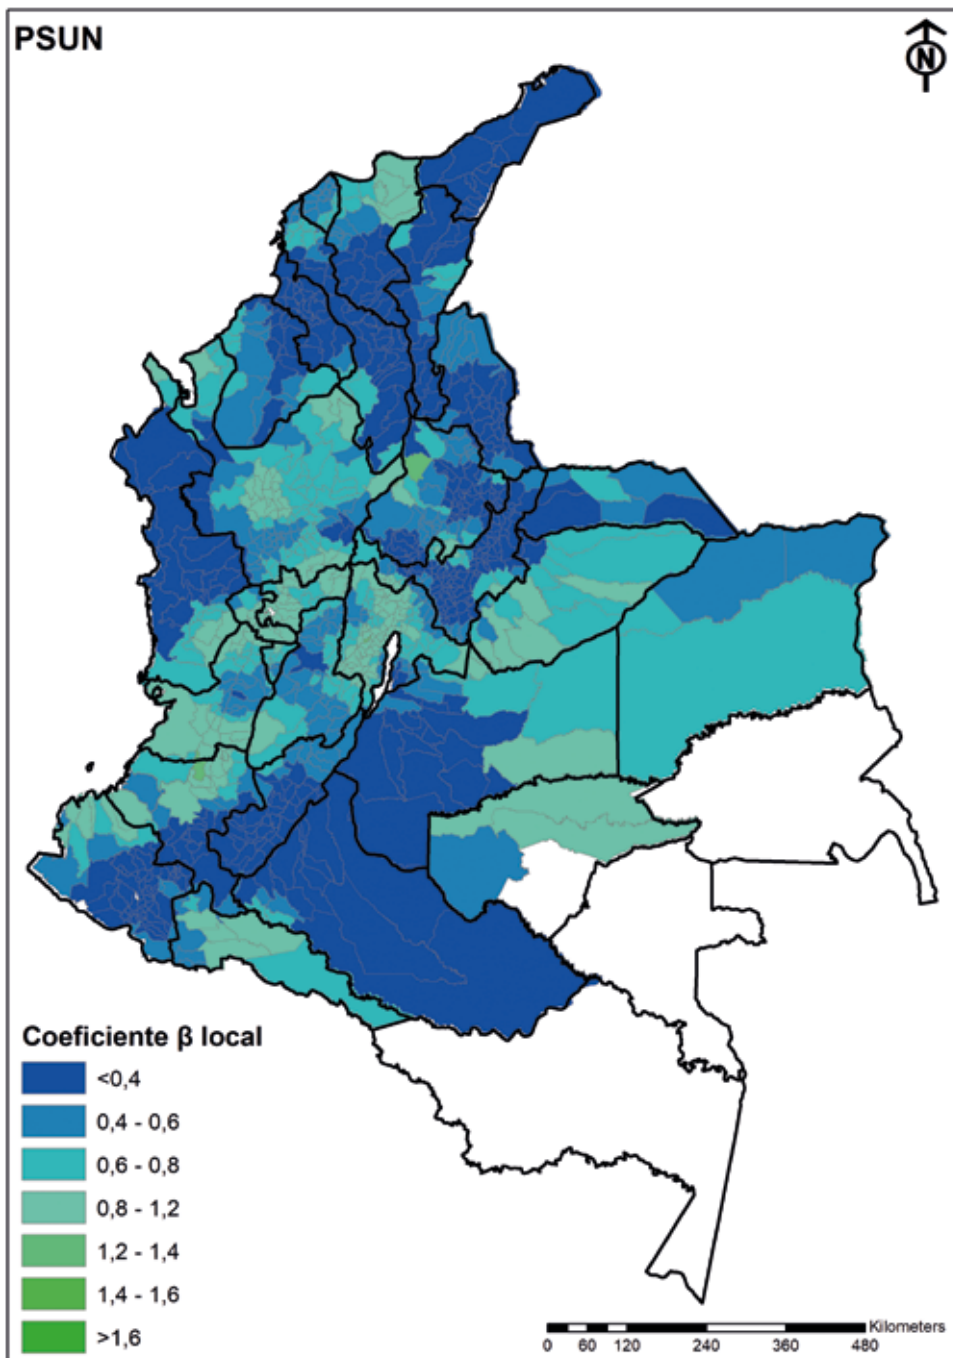 PSUN
N
Coeficiente β local
<0,4
0,4 - 0,6
0,6 - 0,8
0,8 - 1,2
1,2 - 1,4
1,4 - 1,6
>1,6
Kilometers
0 60 120 240 360 480